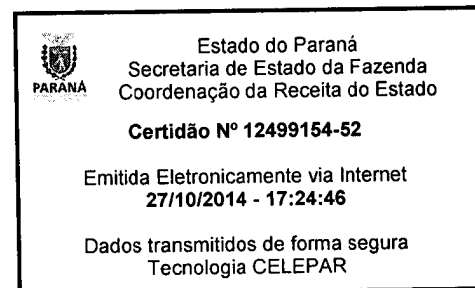 Estado do Paraná
Secretaria de Estado da Fazenda
PARANÁ
Coordenação da Receita do Estado
Certidão Nº 12499154-52
Emitida Eletronicamente via Internet
27/10/2014 - 17:24:46
Dados transmitidos de forma segura
Tecnologia CELEPAR